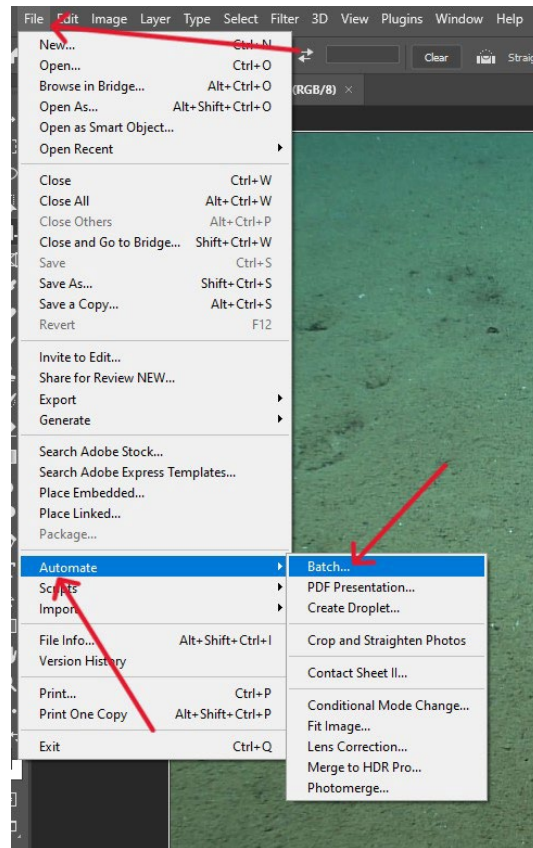 File Edit Image Layer Type Select Filter 3D View Plugins Window Help
New... Ctrl+N
Clear
Open... Ctrl+O
Browse in Bridge... Alt+Ctrl+O
(RGB/8) ×
Open As... Alt+Shift+Ctrl+O
Open as Smart Object...
Open Recent
Close Ctrl+W
Close All Alt+Ctrl+W
Close Others Alt+Ctrl+P
Close and Go to Bridge... Shift+Ctrl+W
Save Ctrl+S
Save As... Shift+Ctrl+S
Save a Copy... Alt+Ctrl+S
Revert F12
Invite to Edit...
Share for Review NEW...
Export
Generate
Search Adobe Stock...
Search Adobe Express Templates...
Place Embedded...
Place Linked...
Package...
Automate
Scripts
Import
File Info... Alt+Shift+Ctrl+I
Version History
Print... Ctrl+P
Print One Copy Alt+Shift+Ctrl+P
Exit Ctrl+Q
Batch...
PDF Presentation...
Create Droplet...
Crop and Straighten Photos
Contact Sheet II...
Conditional Mode Change...
Fit Image...
Lens Correction...
Merge to HDR Pro...
Photomerge...